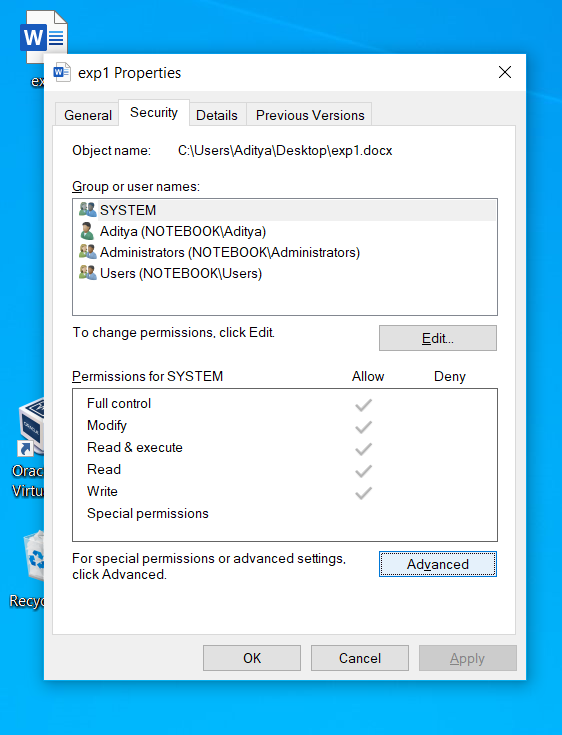 W
ex
W
exp1 Properties
General
Security
Details
Previous Versions
Object name:
C:\Users\Aditya\Desktop\exp1.docx
Group or user names:
SYSTEM
Aditya (NOTEBOOK\Aditya)
Administrators (NOTEBOOK\Administrators)
Users (NOTEBOOK\Users)
To change permissions, click Edit.
Edit...
Permissions for SYSTEM
Allow
Deny
Full control
Modify
Read & execute
Read
Write
Special permissions
For special permissions or advanced settings,
click Advanced.
Advanced
OK
Cancel
Apply
Orac
Virtu
Recyc